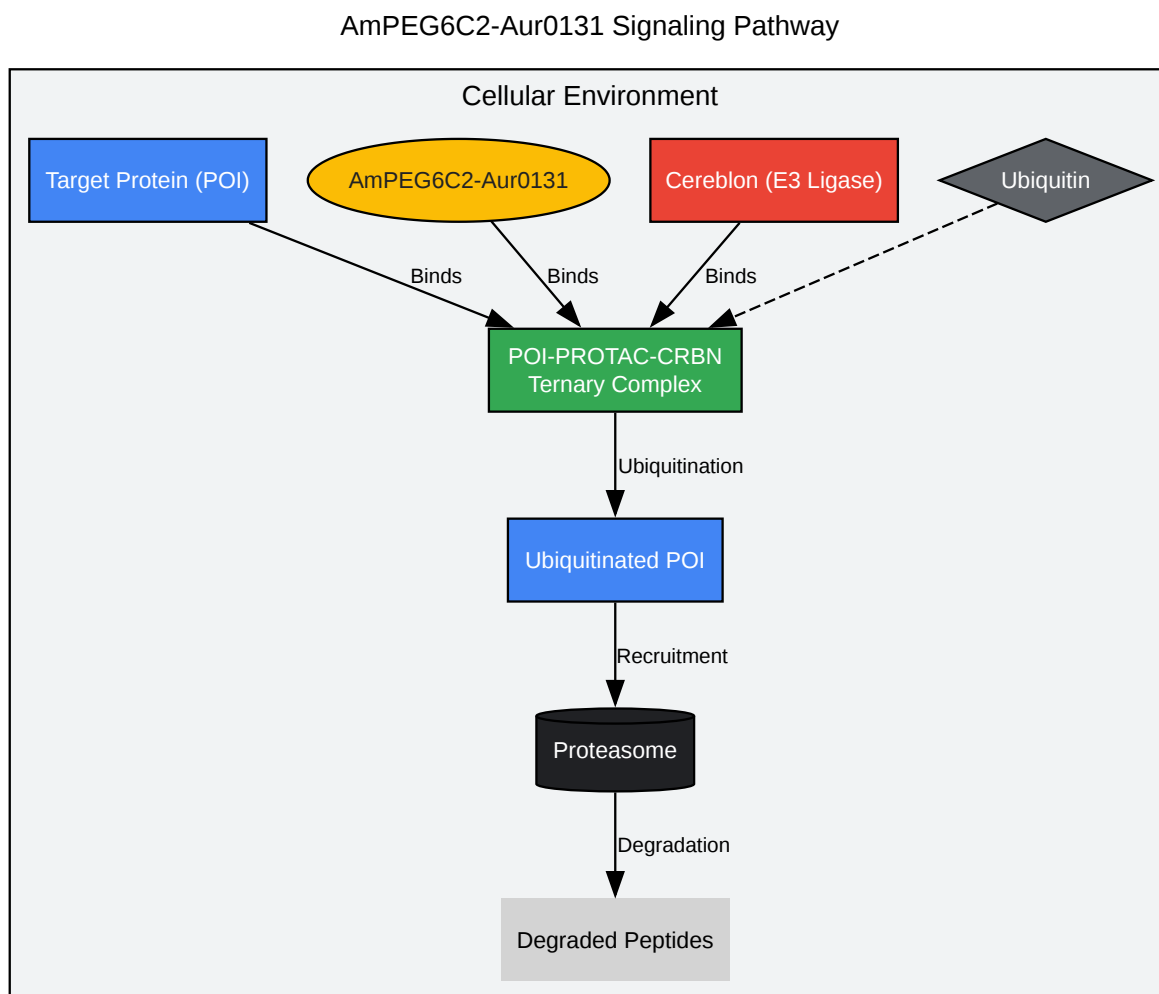 AmPEG6C2-Aur0131 Signaling Pathway
Cellular Environment
Target Protein (POI)
AmPEG6C2-Aur0131
Cereblon (E3 Ligase)
Ubiquitin
Binds
Binds
Binds
POI-PROTAC-CRBN
Ternary Complex
Ubiquitination
Ubiquitinated POI
Recruitment
Proteasome
Degradation
Degraded Peptides